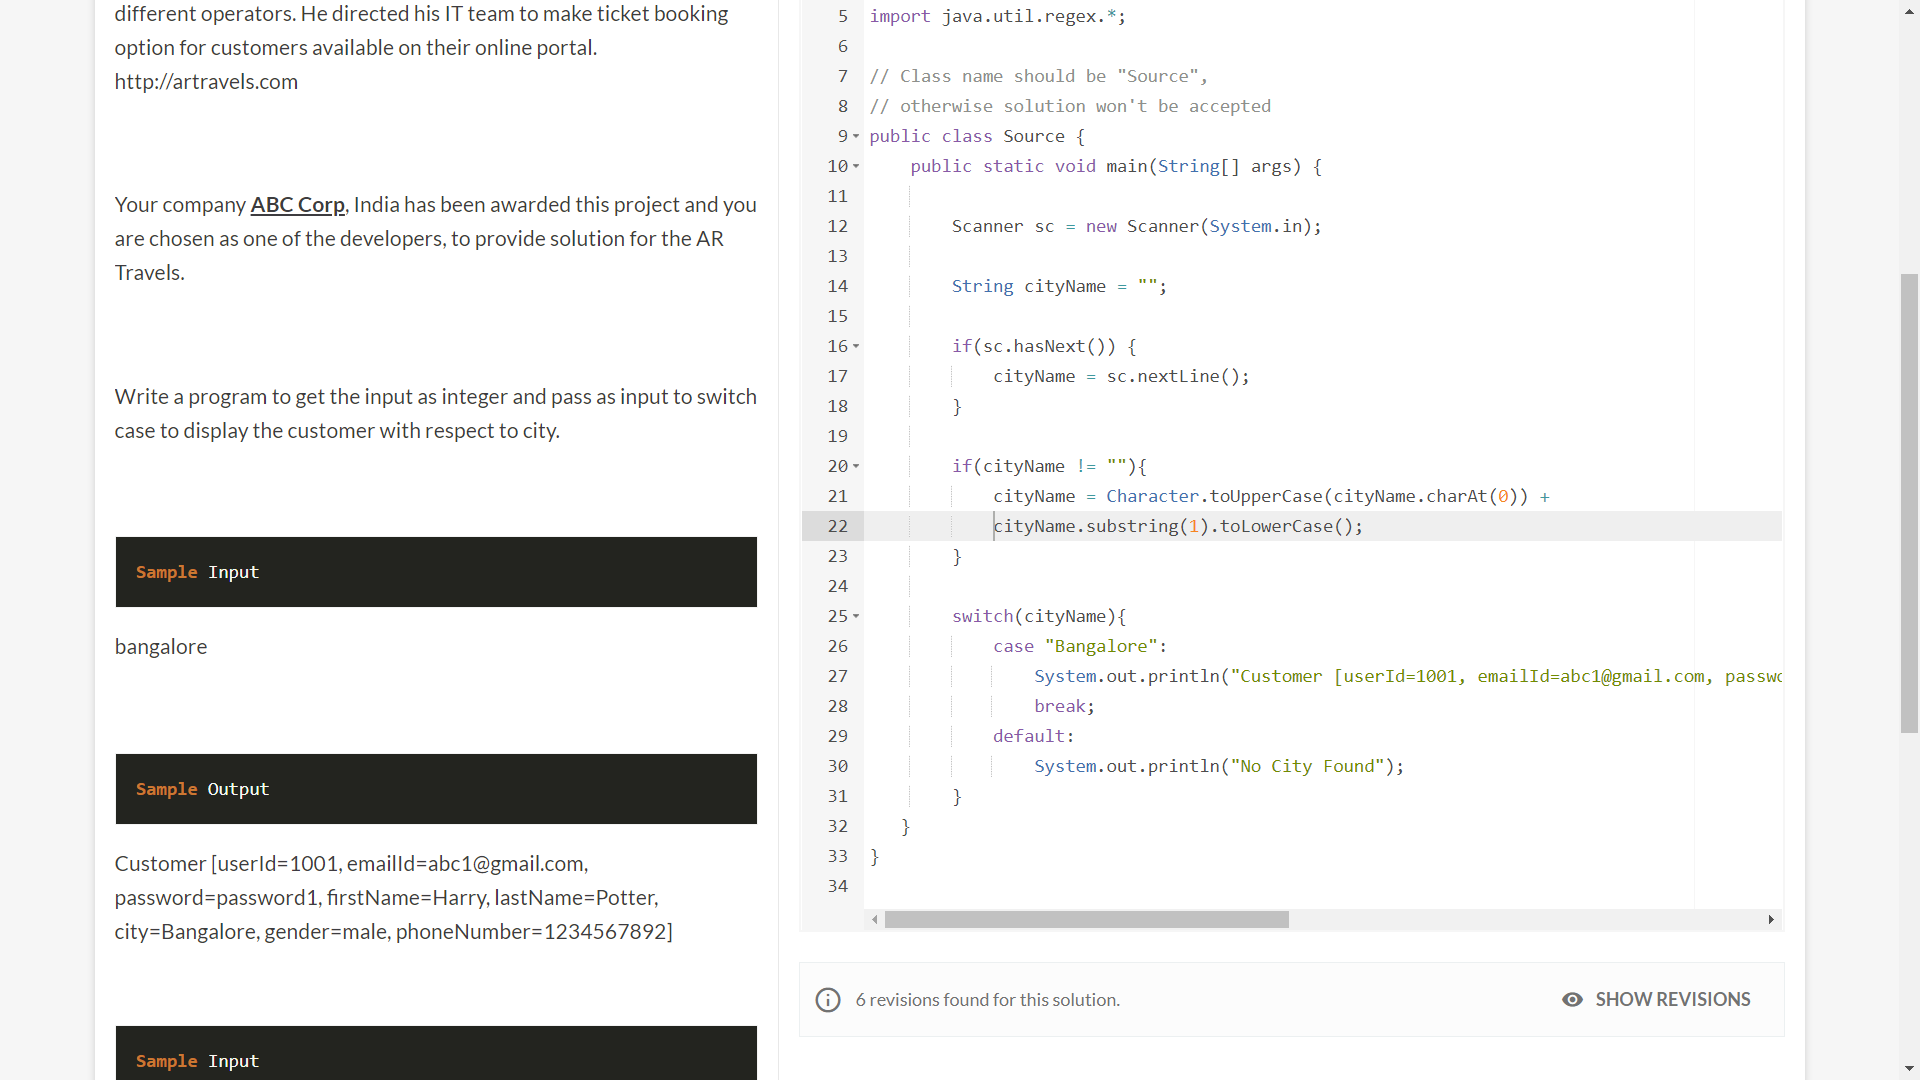 different operators. He directed his IT team to make ticket booking
option for customers available on their online portal.
http://artravels.com
Your company ABC Corp, India has been awarded this project and you
are chosen as one of the developers, to provide solution for the AR
Travels.
Write a program to get the input as integer and pass as input to switch
case to display the customer with respect to city.
Sample Input
bangalore
Sample Output
Customer [userId=1001, emailId=abc1@gmail.com,
password=password1, firstName=Harry, lastName=Potter,
city=Bangalore, gender=male, phoneNumber=1234567892]
Sample Input
5 import java.util.regex.*;
6
7 // Class name should be "Source",
8 // otherwise solution won't be accepted
9 public class Source {
10 public static void main(String[] args) {
11
12 Scanner sc = new Scanner(System.in);
13
14 String cityName = "";
15
16 if(sc.hasNext()) {
17 cityName = sc.nextLine();
18 }
19
20 if(cityName != ""){
21 cityName = Character.toUpperCase(cityName.charAt(0)) +
22 cityName.substring(1).toLowerCase();
23 }
24
25 switch(cityName){
26 case "Bangalore":
27 System.out.println("Customer [userId=1001, emailId=abc1@gmail.com, passwo
28 break;
29 default:
30 System.out.println("No City Found");
31 }
32 }
33 }
34
6 revisions found for this solution.
SHOW REVISIONS